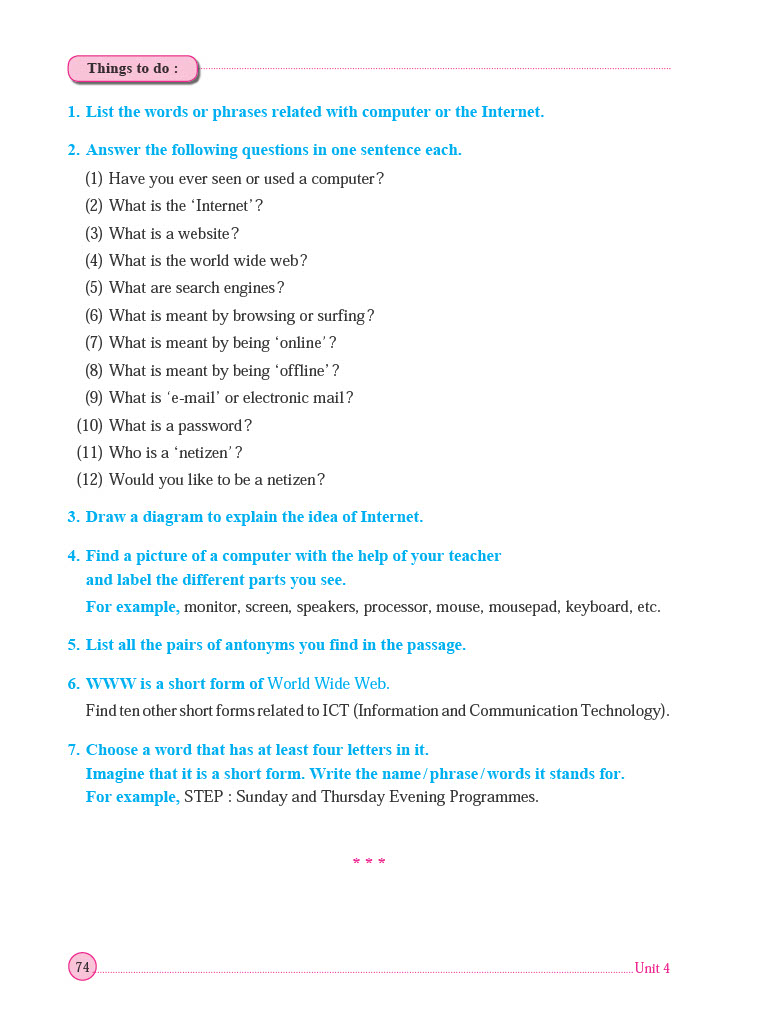 Things to do :
1. List the words or phrases related with computer or the Internet.
2. Answer the following questions in one sentence each.
(1) Have you ever seen or used a computer?
(2) What is the ‘Internet’?
(3) What is a website?
(4) What is the world wide web?
(5) What are search engines?
(6) What is meant by browsing or surfing?
(7) What is meant by being ‘online’?
(8) What is meant by being ‘offline’?
(9) What is ‘e-mail’ or electronic mail?
(10) What is a password?
(11) Who is a ‘netizen’?
(12) Would you like to be a netizen?
3. Draw a diagram to explain the idea of Internet.
4. Find a picture of a computer with the help of your teacher
and label the different parts you see.
For example, monitor, screen, speakers, processor, mouse, mousepad, keyboard, etc.
5. List all the pairs of antonyms you find in the passage.
6. WWW is a short form of World Wide Web.
Find ten other short forms related to ICT (Information and Communication Technology).
7. Choose a word that has at least four letters in it.
Imagine that it is a short form. Write the name/phrase/words it stands for.
For example, STEP : Sunday and Thursday Evening Programmes.
* * *
74 Unit 4